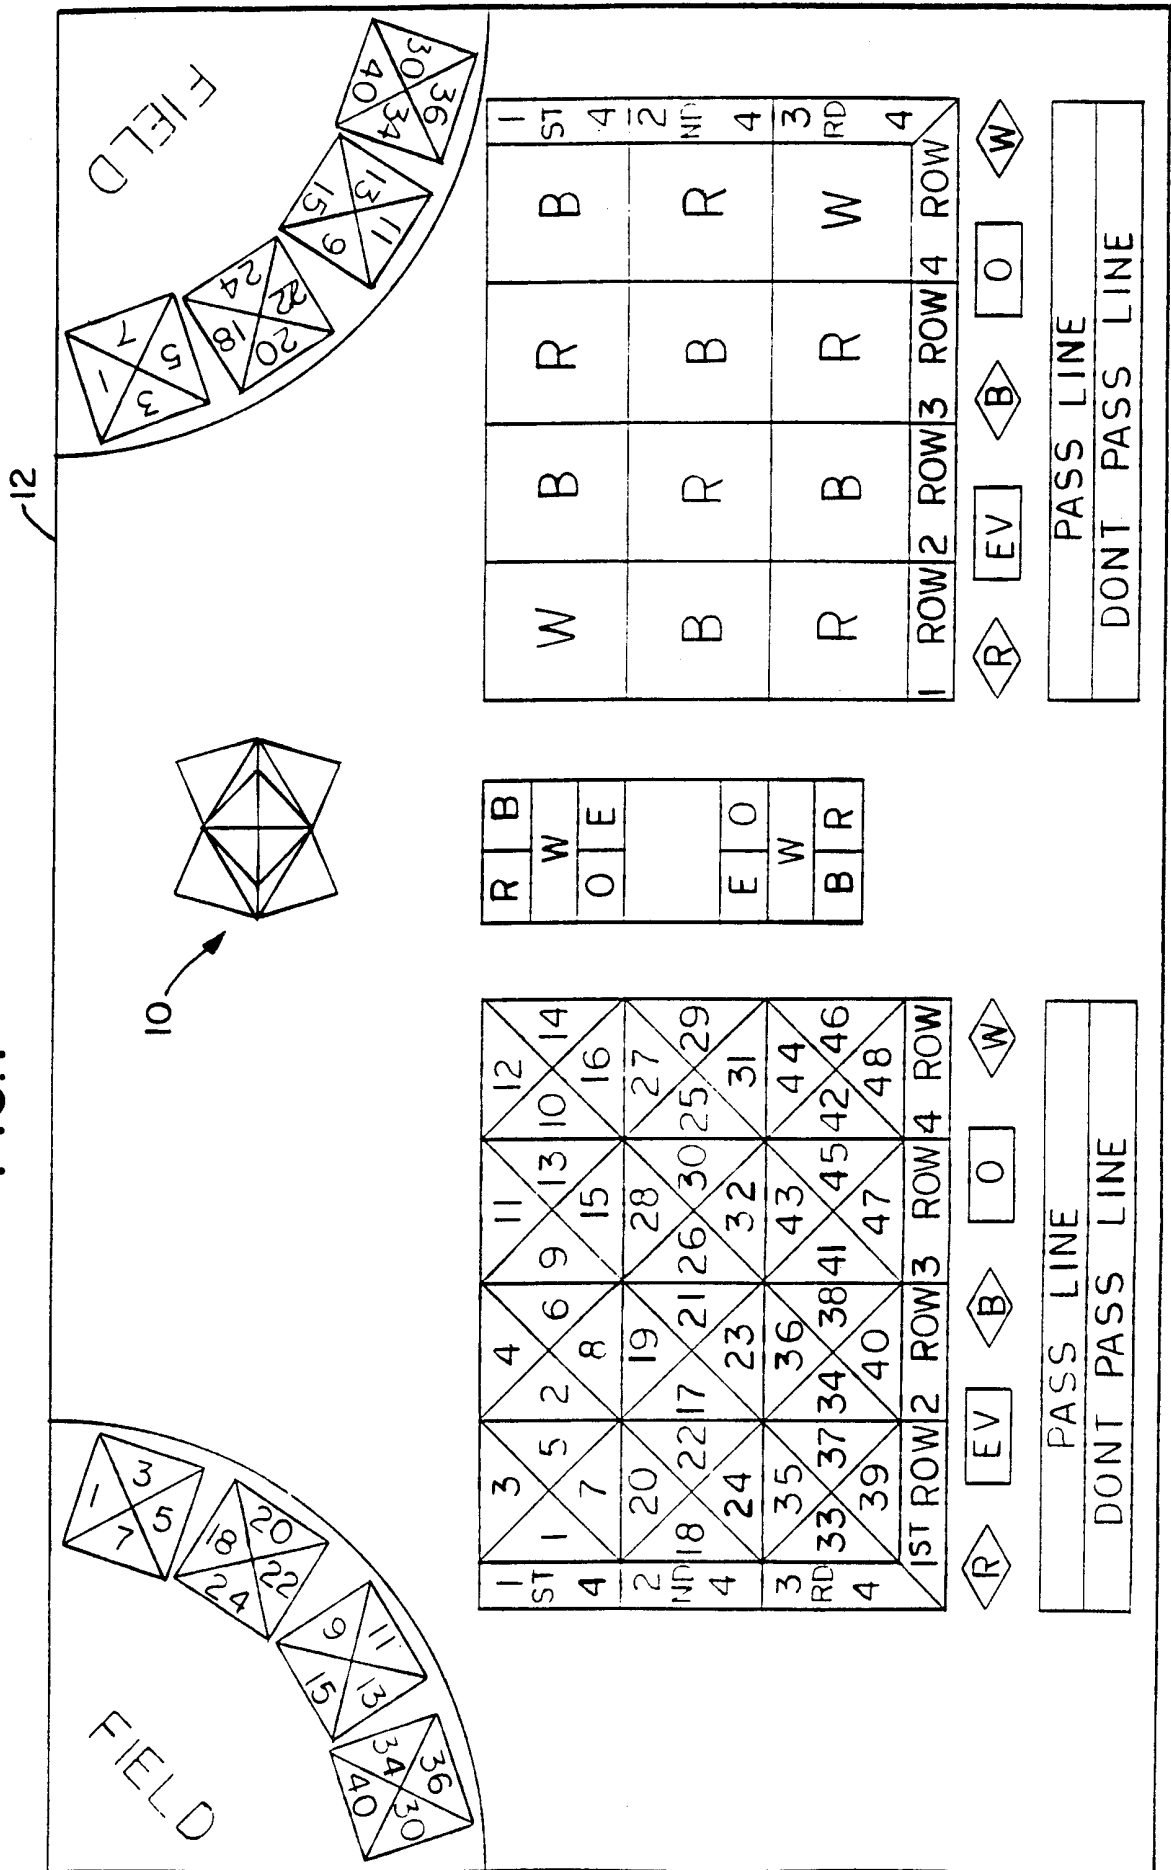 12
10
FIELD
1 3 5 7
18 20 22 24
9 11 13 15
34 36 30 40
FIELD
1 7 5 3
18 24 22 20
9 15 13 11
34 40 30 36
1 ST 4
3 1 5 7
4 2 6 8
11 9 13 15
12 10 14 16
2 ND 4
20 18 22 24
19 17 21 23
28 26 30 32
27 25 29 31
3 RD 4
35 33 37 39
36 34 38 40
43 41 45 47
44 42 46 48
1ST ROW 2 ROW 3 ROW 4 ROW
R EV B O W
PASS LINE
DONT PASS LINE
R B
W
O E
E O
W
B R
W B R B 1 ST 4
B R B R 2 ND 4
R B R W 3 RD 4
1 ROW 2 ROW 3 ROW 4 ROW
R EV B O W
PASS LINE
DONT PASS LINE